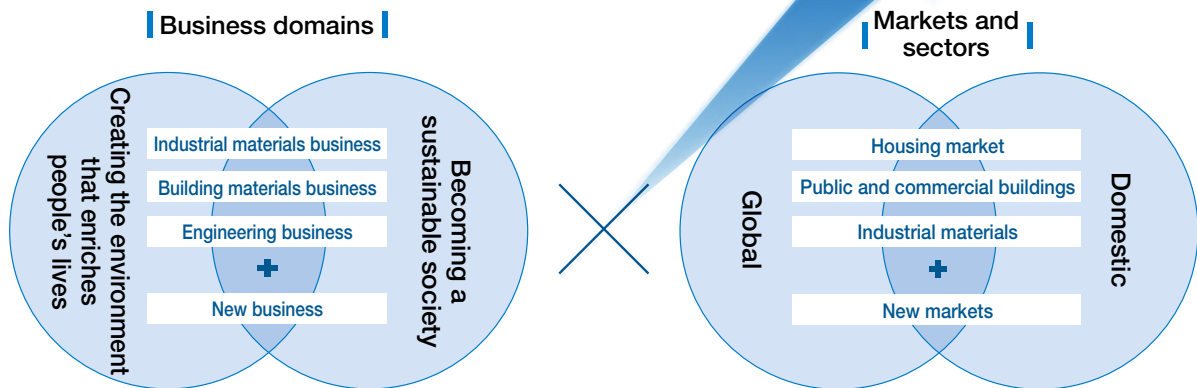 Business domains
Creating the environment
that enriches
people's lives
Industrial materials business
Building materials business
Engineering business
+
New business
Becoming a
sustainable society
Markets and
sectors
Global
Housing market
Public and commercial buildings
Industrial materials
+
New markets
Domestic